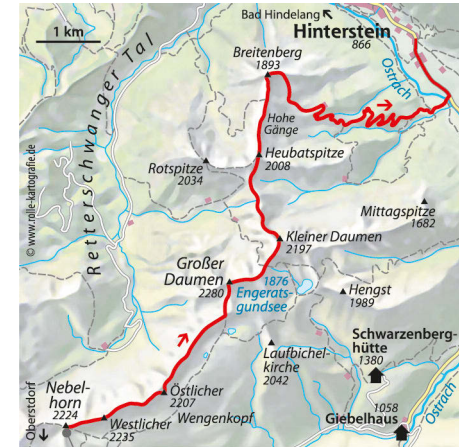 1 km
Bad Hindelang
Hinterstein
866
Breitenberg
1893
Ostrach
Retterschwanger Tal
Hohe
Gänge
© www.rolle-kartografie.de
Rotspitze
2034
Heubatspitze
2008
Mittagspitze
1682
Kleiner Daumen
2197
Großer
Daumen
2280
1876
Engerats-
gundsee
Hengst
1989
Schwarzenberg-
hütte
1380
Laufbichel-
kirche
2042
Oberstdorf
Nebel-
horn
2224
Östlicher
2207
Wengenkopf
Westlicher
2235
1058
Giebelhaus
Ostrach